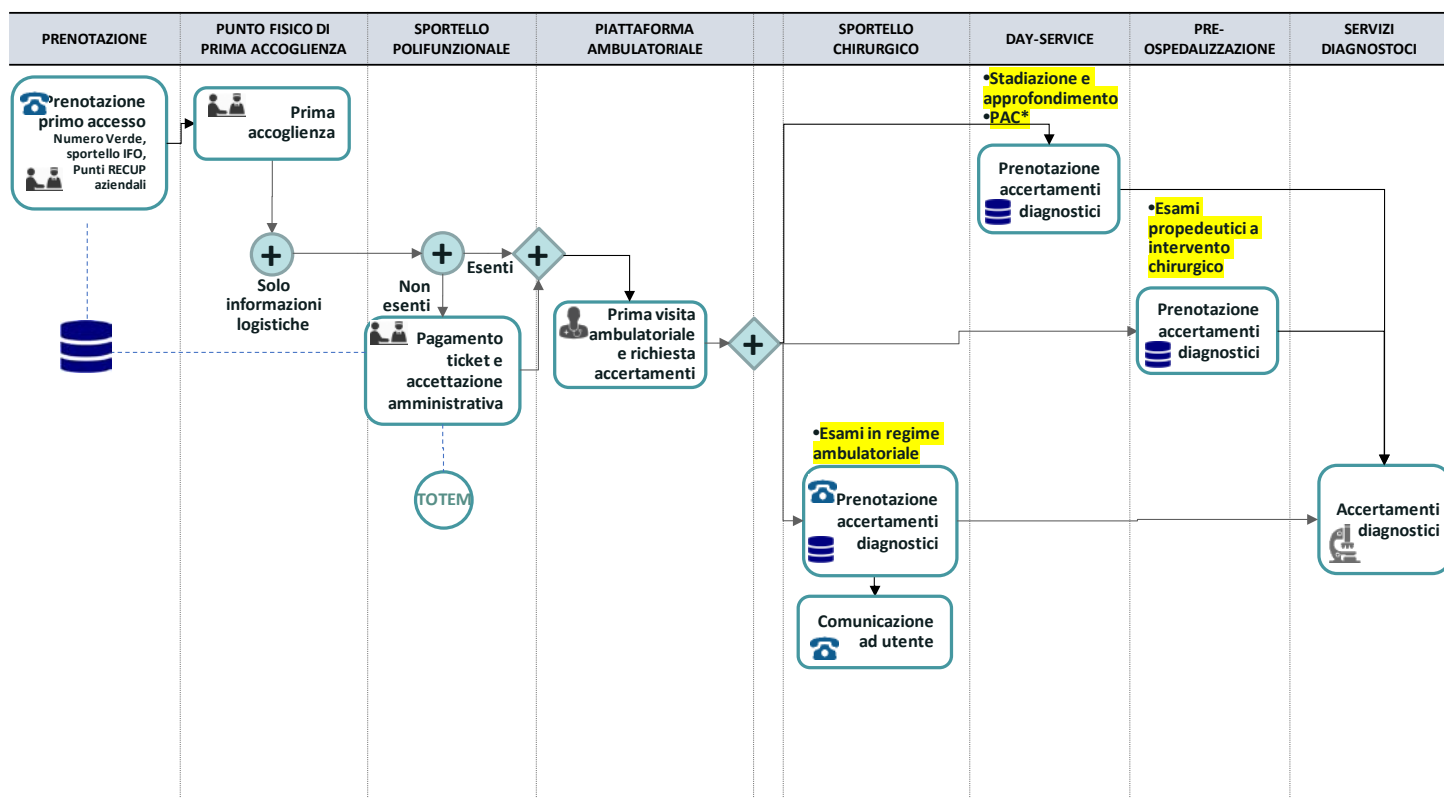 PRENOTAZIONE
PUNTO FISICO DI
PRIMA ACCOGLIENZA
SPORTELLO
POLIFUNZIONALE
PIATTAFORMA
AMBULATORIALE
SPORTELLO
CHIRURGICO
DAY-SERVICE
PRE-
OSPEDALIZZAZIONE
SERVIZI
DIAGNOSTOCI
Prenotazione
primo accesso
Numero Verde,
sportello IFO,
Punti RECUP
aziendali
Prima
accoglienza
Solo
informazioni
logistiche
Esenti
Non
esenti
Pagamento
ticket e
accettazione
amministrativa
TOTEM
Prima visita
ambulatoriale
e richiesta
accertamenti
•Esami in regime
ambulatoriale
Prenotazione
accertamenti
diagnostici
Comunicazione
ad utente
•Stadiazione e
approfondimento
•PAC*
Prenotazione
accertamenti
diagnostici
•Esami
propedeutici a
intervento
chirurgico
Prenotazione
accertamenti
diagnostici
Accertamenti
diagnostici